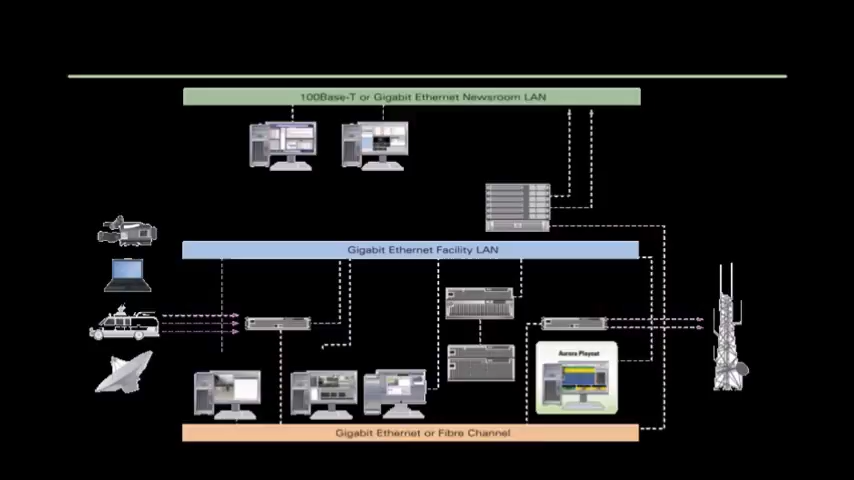 100Base-T or Gigabit Ethernet Newsroom LAN
Gigabit Ethernet Facility LAN
Aurora Playout
Gigabit Ethernet or Fibre Channel